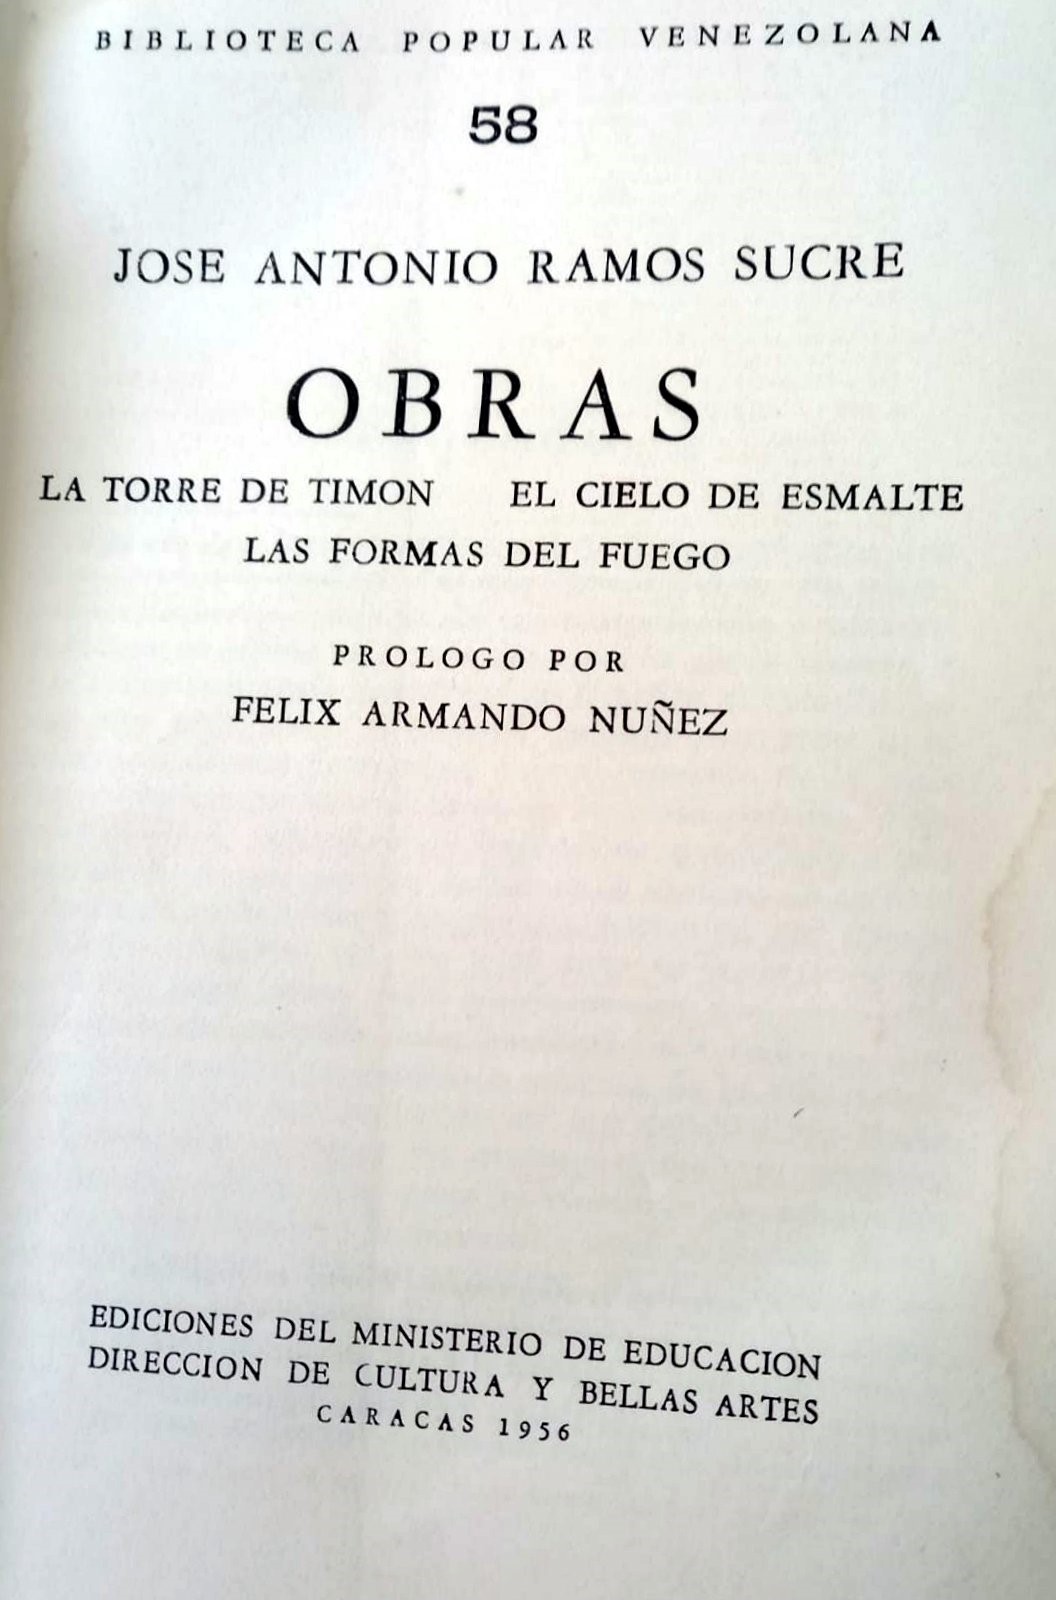 BIBLIOTECA POPULAR VENEZOLANA
58
JOSE ANTONIO RAMOS SUCRE
OBRAS
LA TORRE DE TIMON EL CIELO DE ESMALTE
LAS FORMAS DEL FUEGO
PROLOGO POR
FELIX ARMANDO NUÑEZ
EDICIONES DEL MINISTERIO DE EDUCACION
DIRECCION DE CULTURA Y BELLAS ARTES
CARACAS 1956